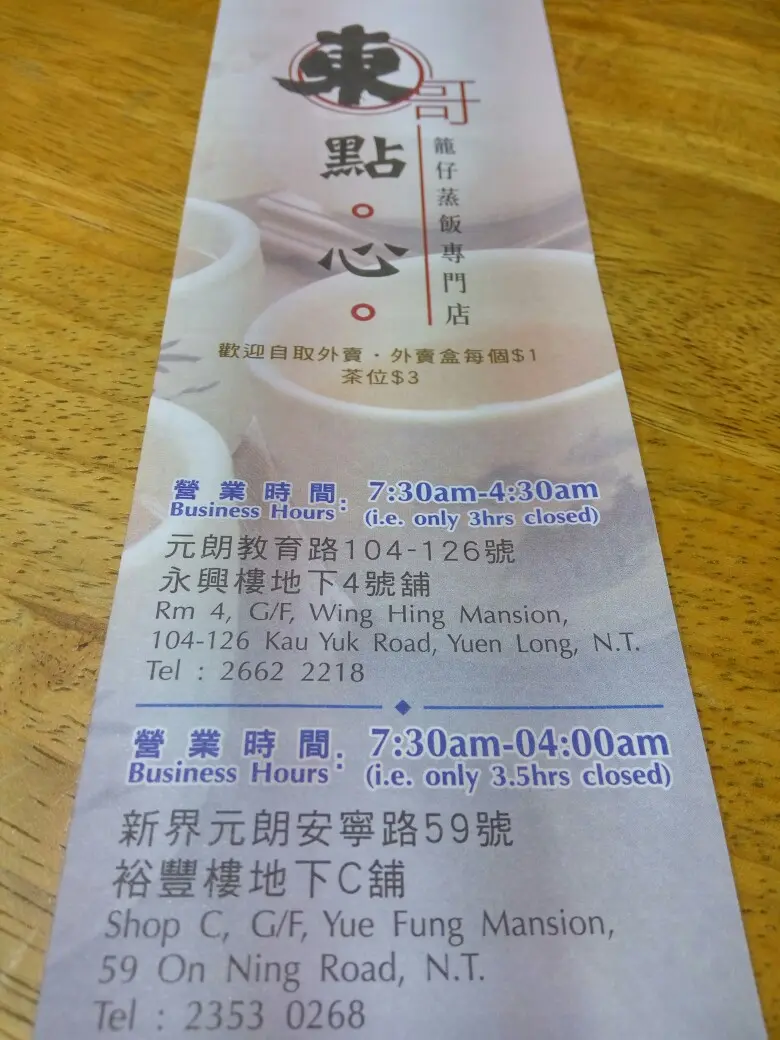 東哥
點。心。
籠仔蒸飯專門店
歡迎自取外賣・外賣盒每個$1
茶位$3
營業時間: 7:30am-4:30am
Business Hours (i.e. only 3hrs closed)
元朗教育路104-126號
永興樓地下4號舖
Rm 4, G/F, Wing Hing Mansion,
104-126 Kau Yuk Road, Yuen Long, N.T.
Tel : 2662 2218
營業時間: 7:30am-04:00am
Business Hours (i.e. only 3.5hrs closed)
新界元朗安寧路59號
裕豐樓地下C舖
Shop C, G/F, Yue Fung Mansion,
59 On Ning Road, N.T.
Tel : 2353 0268